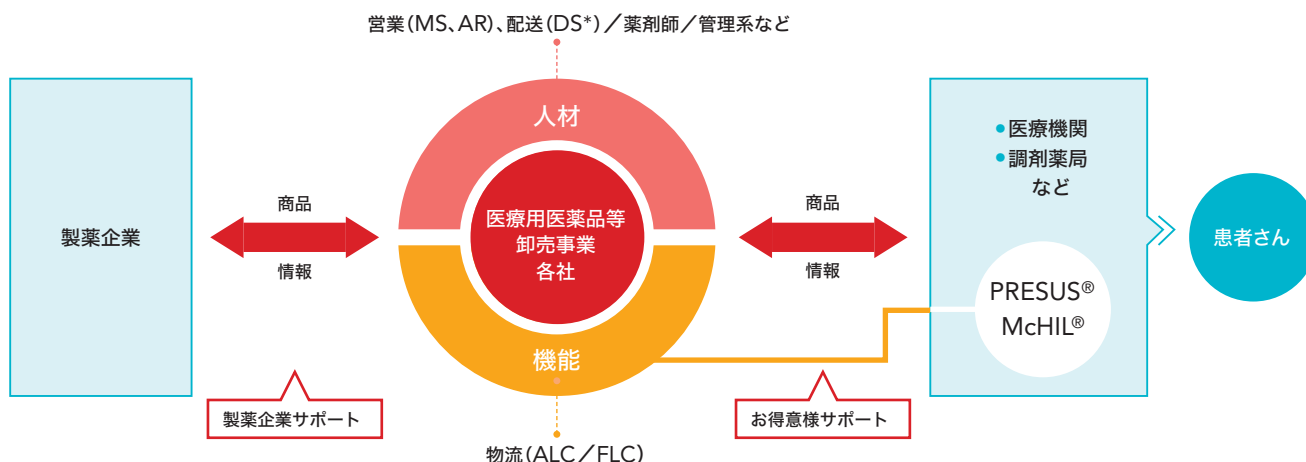 営業(MS、AR)、配送(DS*)／薬剤師／管理系など
人材
医療用医薬品等
卸売事業
各社
機能
物流(ALC／FLC)
製薬企業
商品
情報
製薬企業サポート
商品
情報
お得意様サポート
●医療機関
●調剤薬局
など
PRESUS®
McHIL®
患者さん